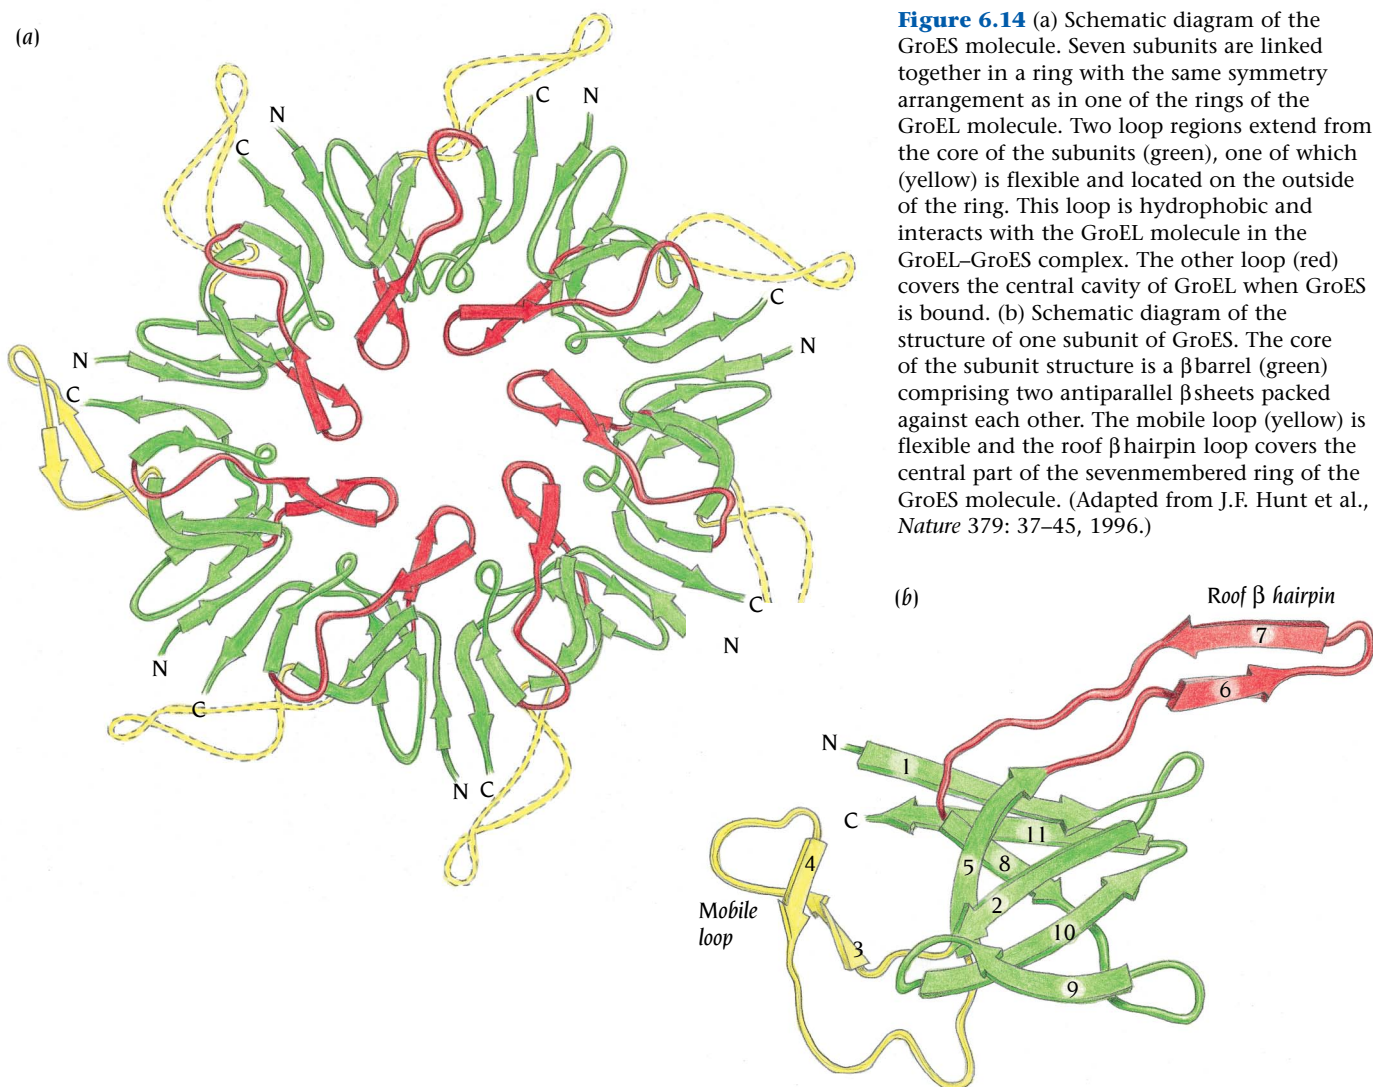 (a)
C
N
C
N
C
N
C
N
C
N
C
N
C
N
C
N
Figure 6.14 (a) Schematic diagram of the
GroES molecule. Seven subunits are linked
together in a ring with the same symmetry
arrangement as in one of the rings of the
GroEL molecule. Two loop regions extend from
the core of the subunits (green), one of which
(yellow) is flexible and located on the outside
of the ring. This loop is hydrophobic and
interacts with the GroEL molecule in the
GroEL–GroES complex. The other loop (red)
covers the central cavity of GroEL when GroES
is bound. (b) Schematic diagram of the
structure of one subunit of GroES. The core
of the subunit structure is a βbarrel (green)
comprising two antiparallel βsheets packed
against each other. The mobile loop (yellow) is
flexible and the roof βhairpin loop covers the
central part of the sevenmembered ring of the
GroES molecule. (Adapted from J.F. Hunt et al.,
Nature 379: 37–45, 1996.)
(b)
Roof β hairpin
7
6
N
1
C
11
4
5
8
2
Mobile
loop
10
3
9